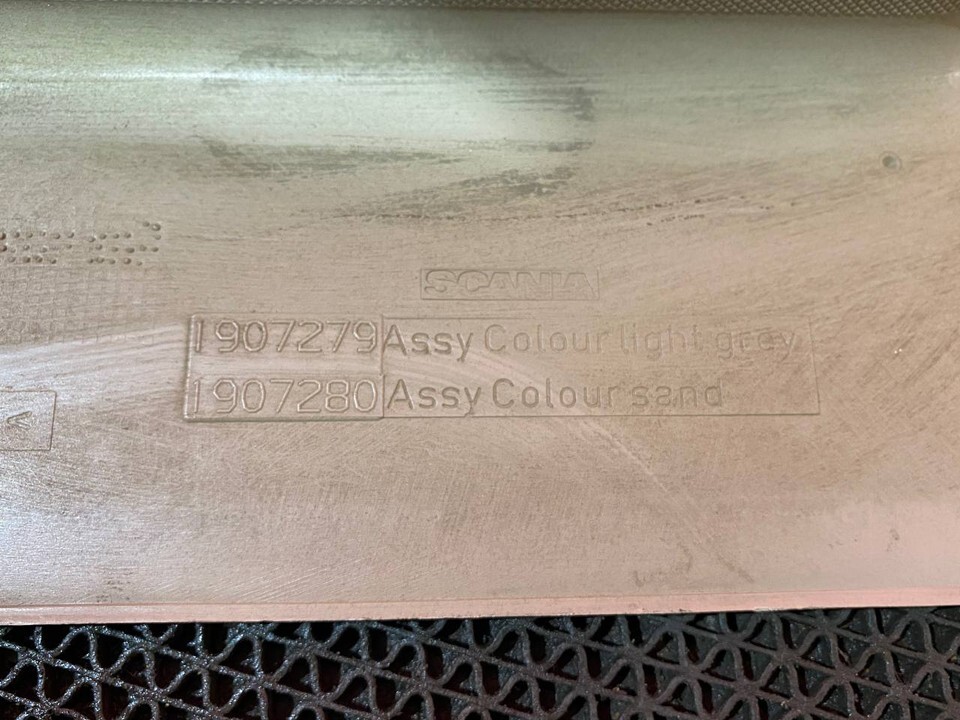 SCANIA
1907279 Assy Colour light grey
1907280 Assy Colour sand
A